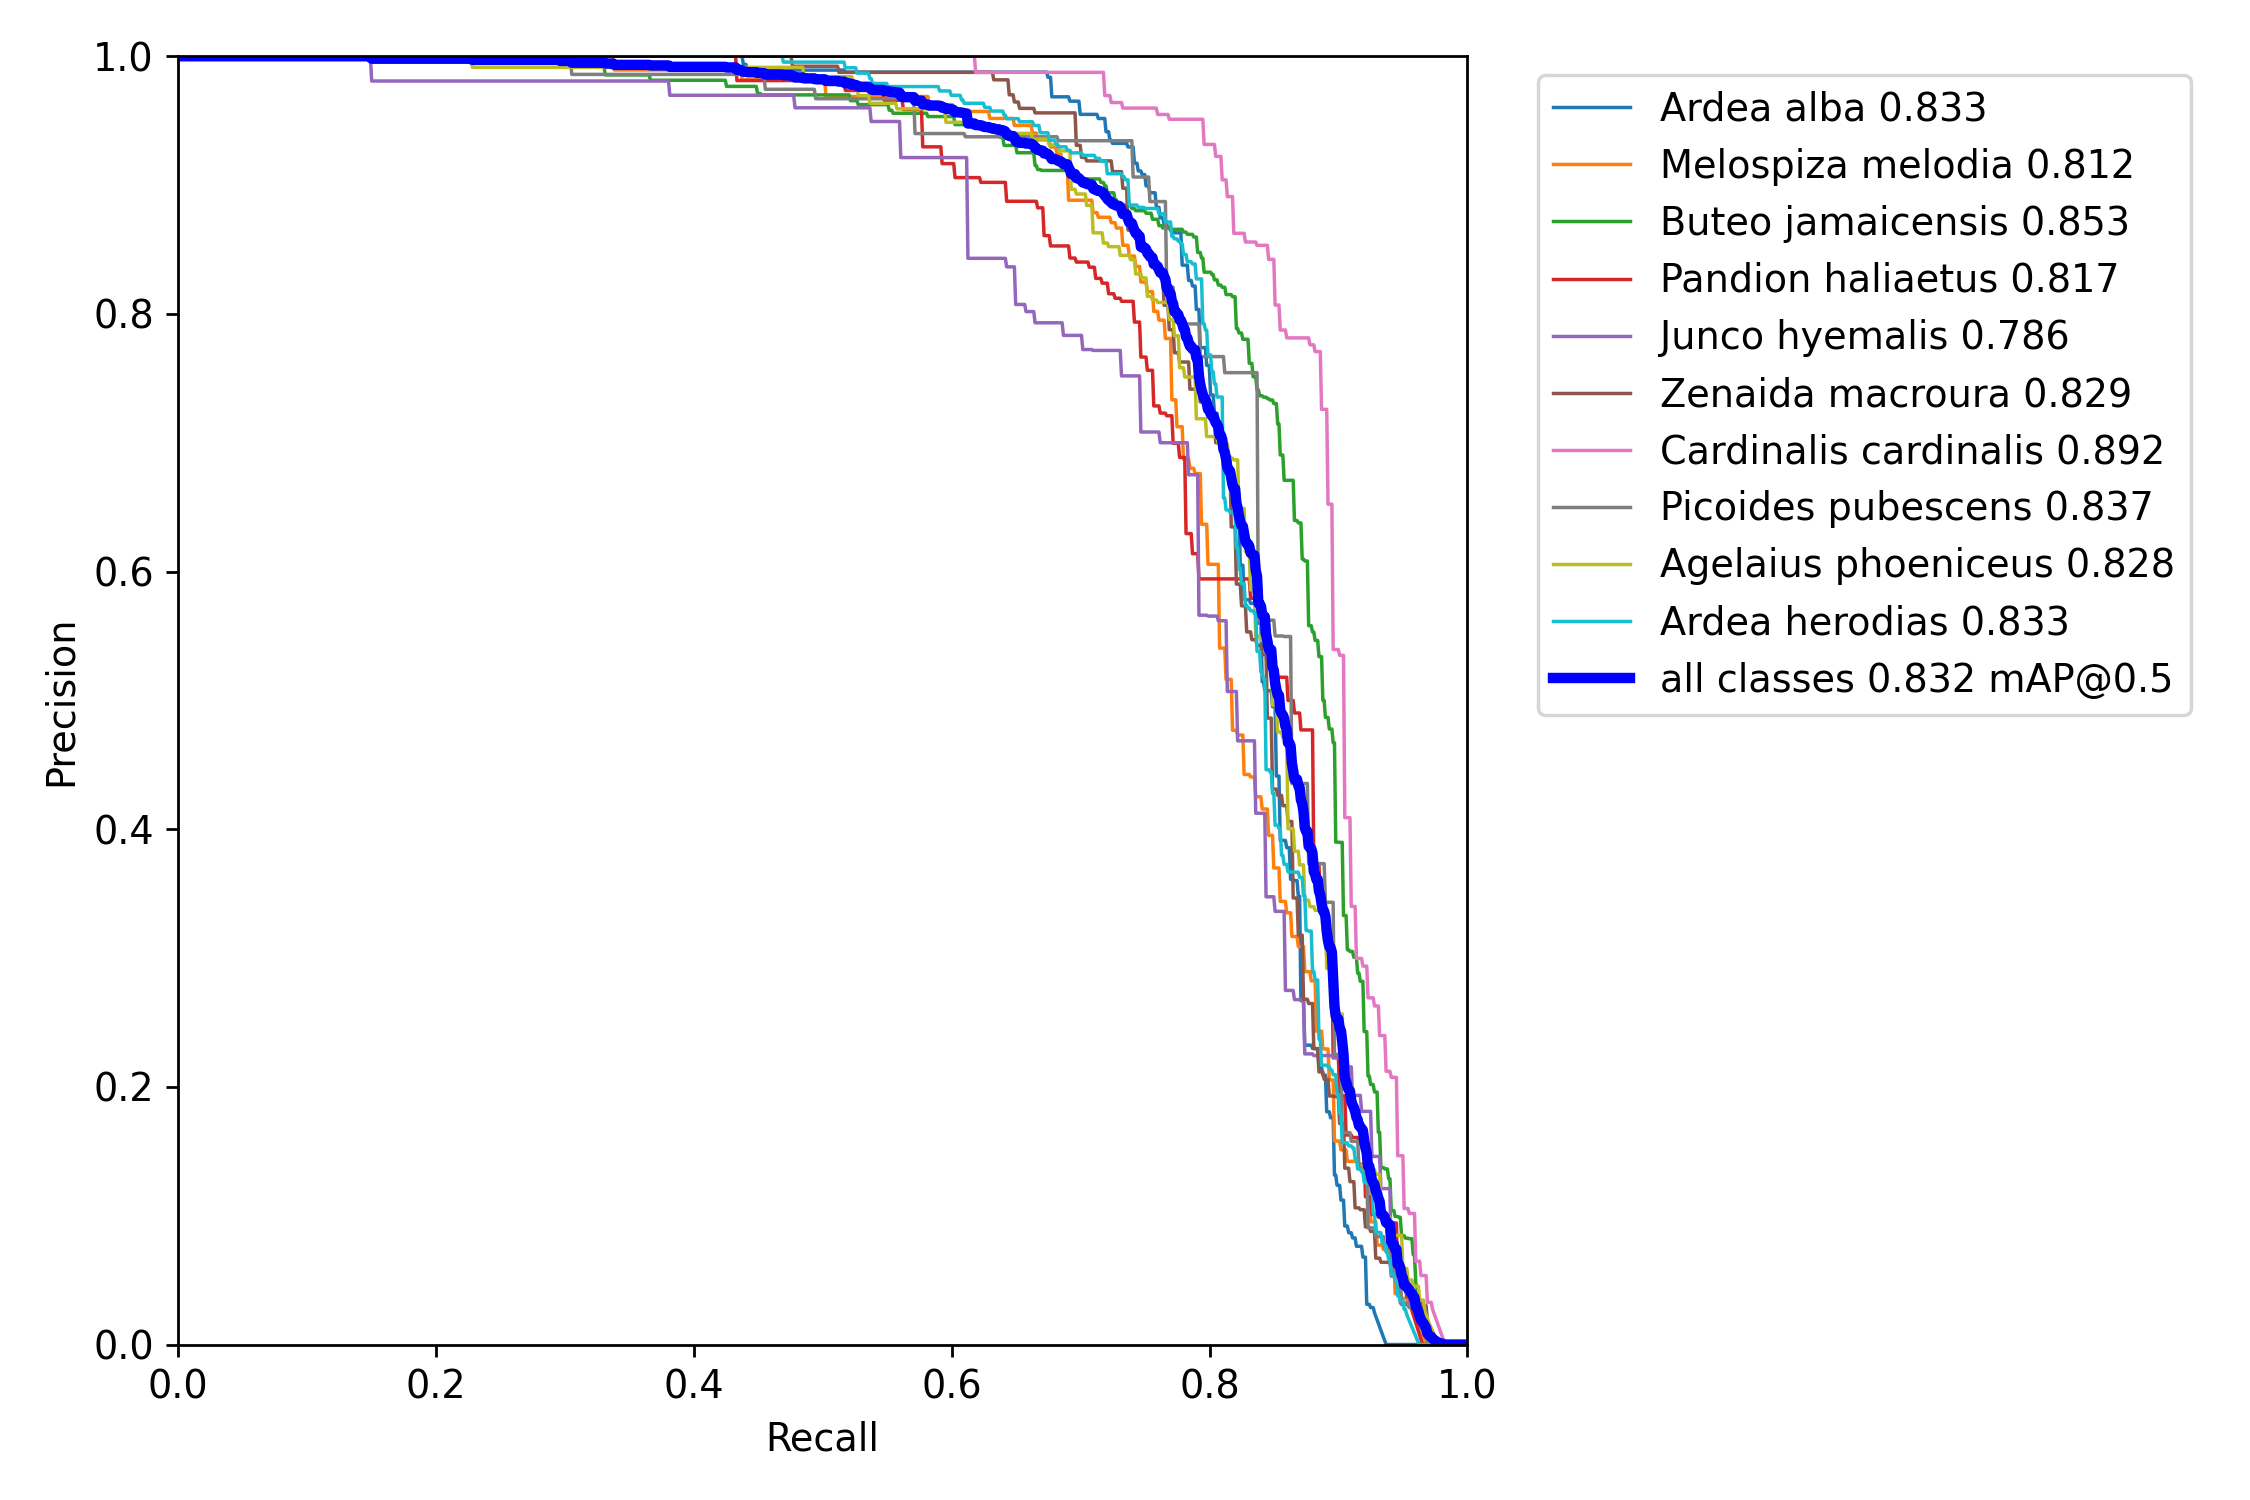 1.0
0.8
0.6
0.4
0.2
0.0
Precision
0.0 0.2 0.4 0.6 0.8 1.0
Recall
Ardea alba 0.833
Melospiza melodia 0.812
Buteo jamaicensis 0.853
Pandion haliaetus 0.817
Junco hyemalis 0.786
Zenaida macroura 0.829
Cardinalis cardinalis 0.892
Picoides pubescens 0.837
Agelaius phoeniceus 0.828
Ardea herodias 0.833
all classes 0.832 mAP@0.5